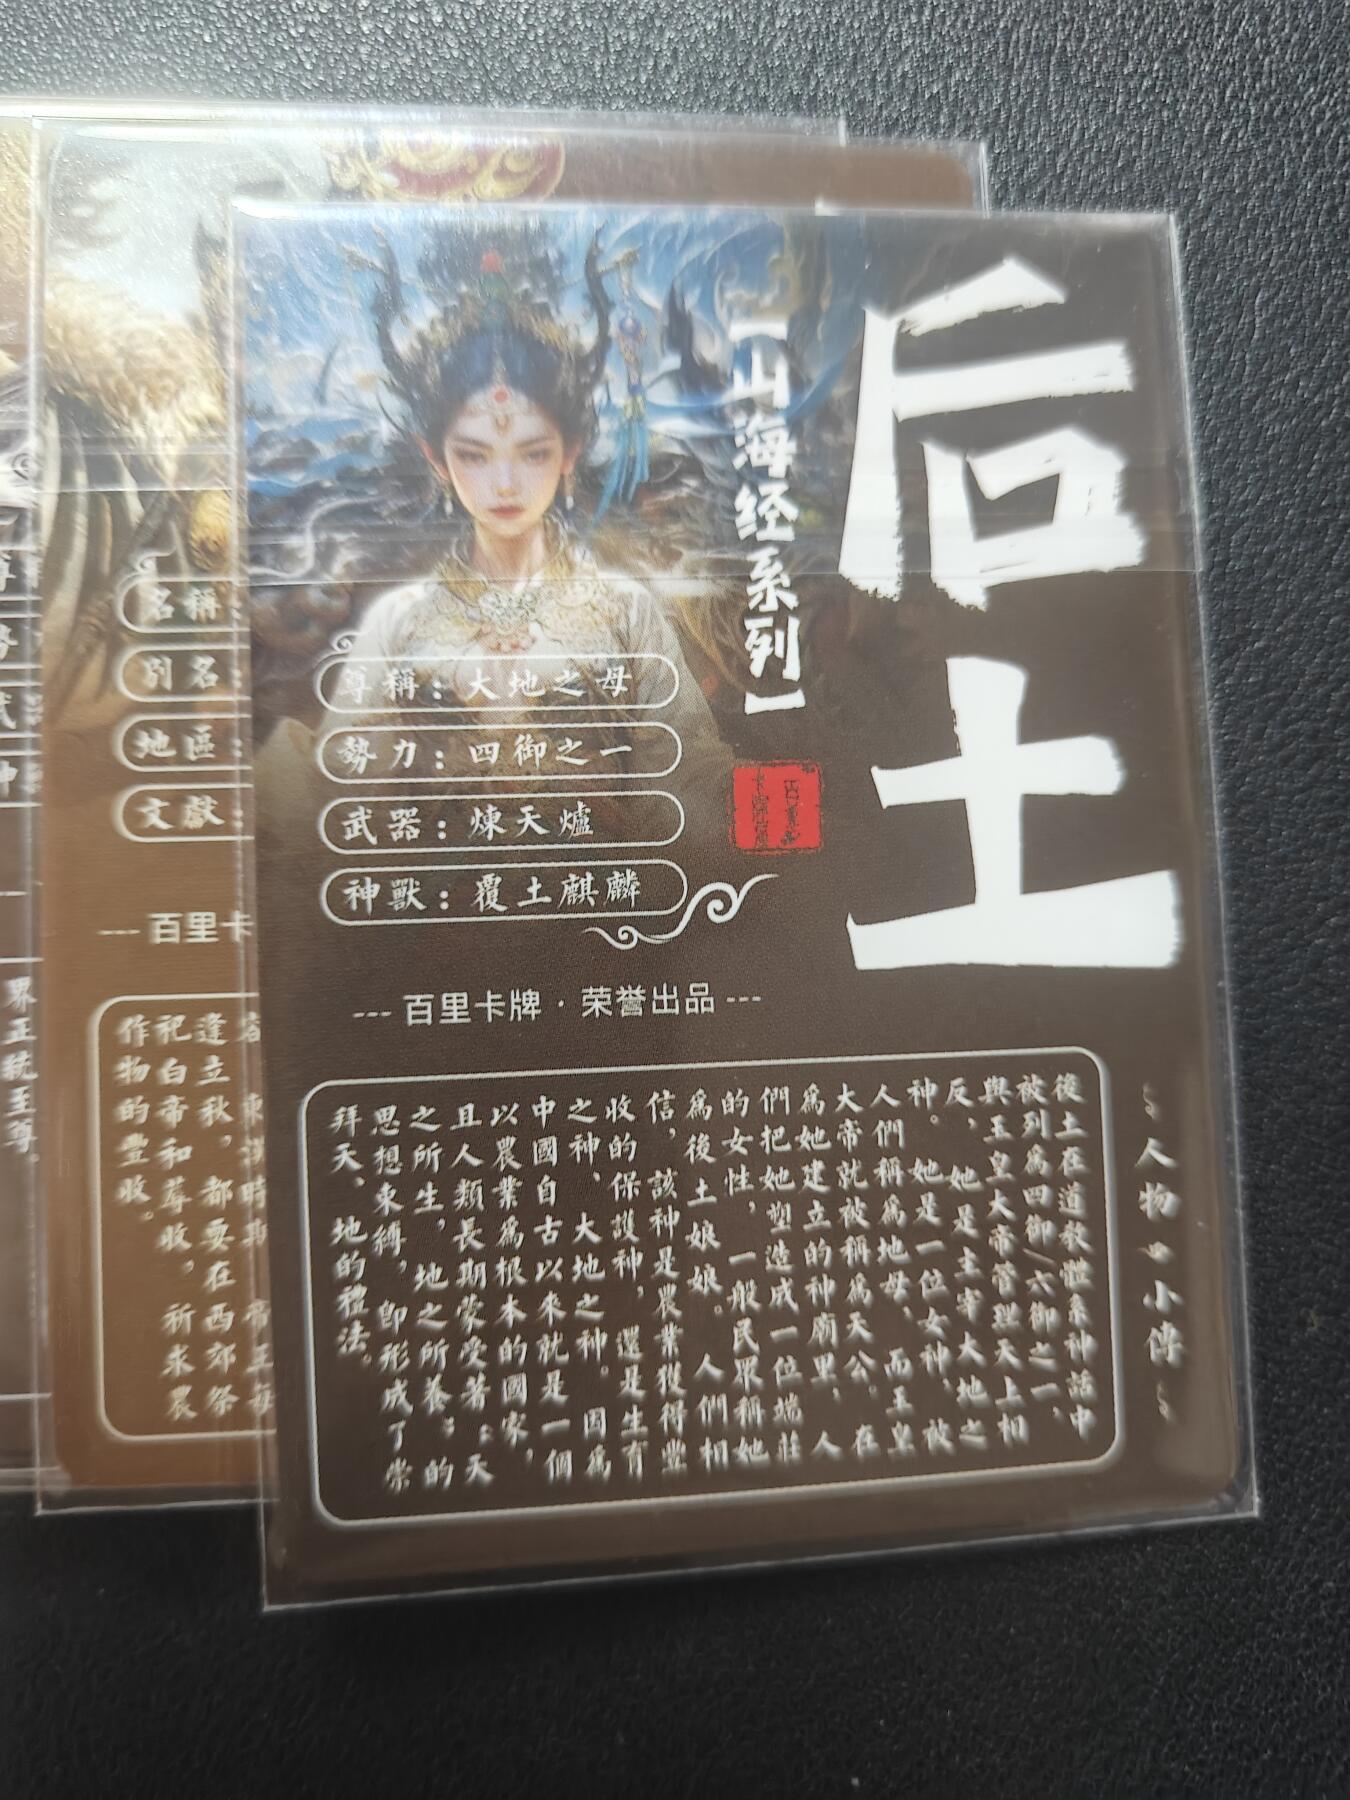 后土
【山海经系列】
尊稱：大地之母
勢力：四御之一
武器：煉天爐
神獸：覆土麒麟
--- 百里卡牌 · 荣誉出品 ---
人物小傳
後土在道教體系神話中
被列爲四御/六御之一，
與玉皇大帝管理天上相
反，她是主宰大地之
神。她是一位女神，被
人們稱爲地母，而玉皇
大帝就被稱爲天公。在
爲她建立的神廟里，人
們把她塑造成一位端莊
的女性，一般民眾稱她
爲後土娘娘。人們相
信，該神是農業獲得豐
收的保護神，還是生育
之神、大地之神。因爲
中國自古以來就是一個
以農業爲根本的國家，
且人類長期蒙受著：天
之所生，地之所養；的
思想束縛，卽形成了崇
拜天、地的禮法。
名稱：
別名
地區：
文獻：
--- 百里卡
逢立秋，都要在西郊祭
祀白帝和蓐收，祈求農
作物的豐收。
界正統至尊。